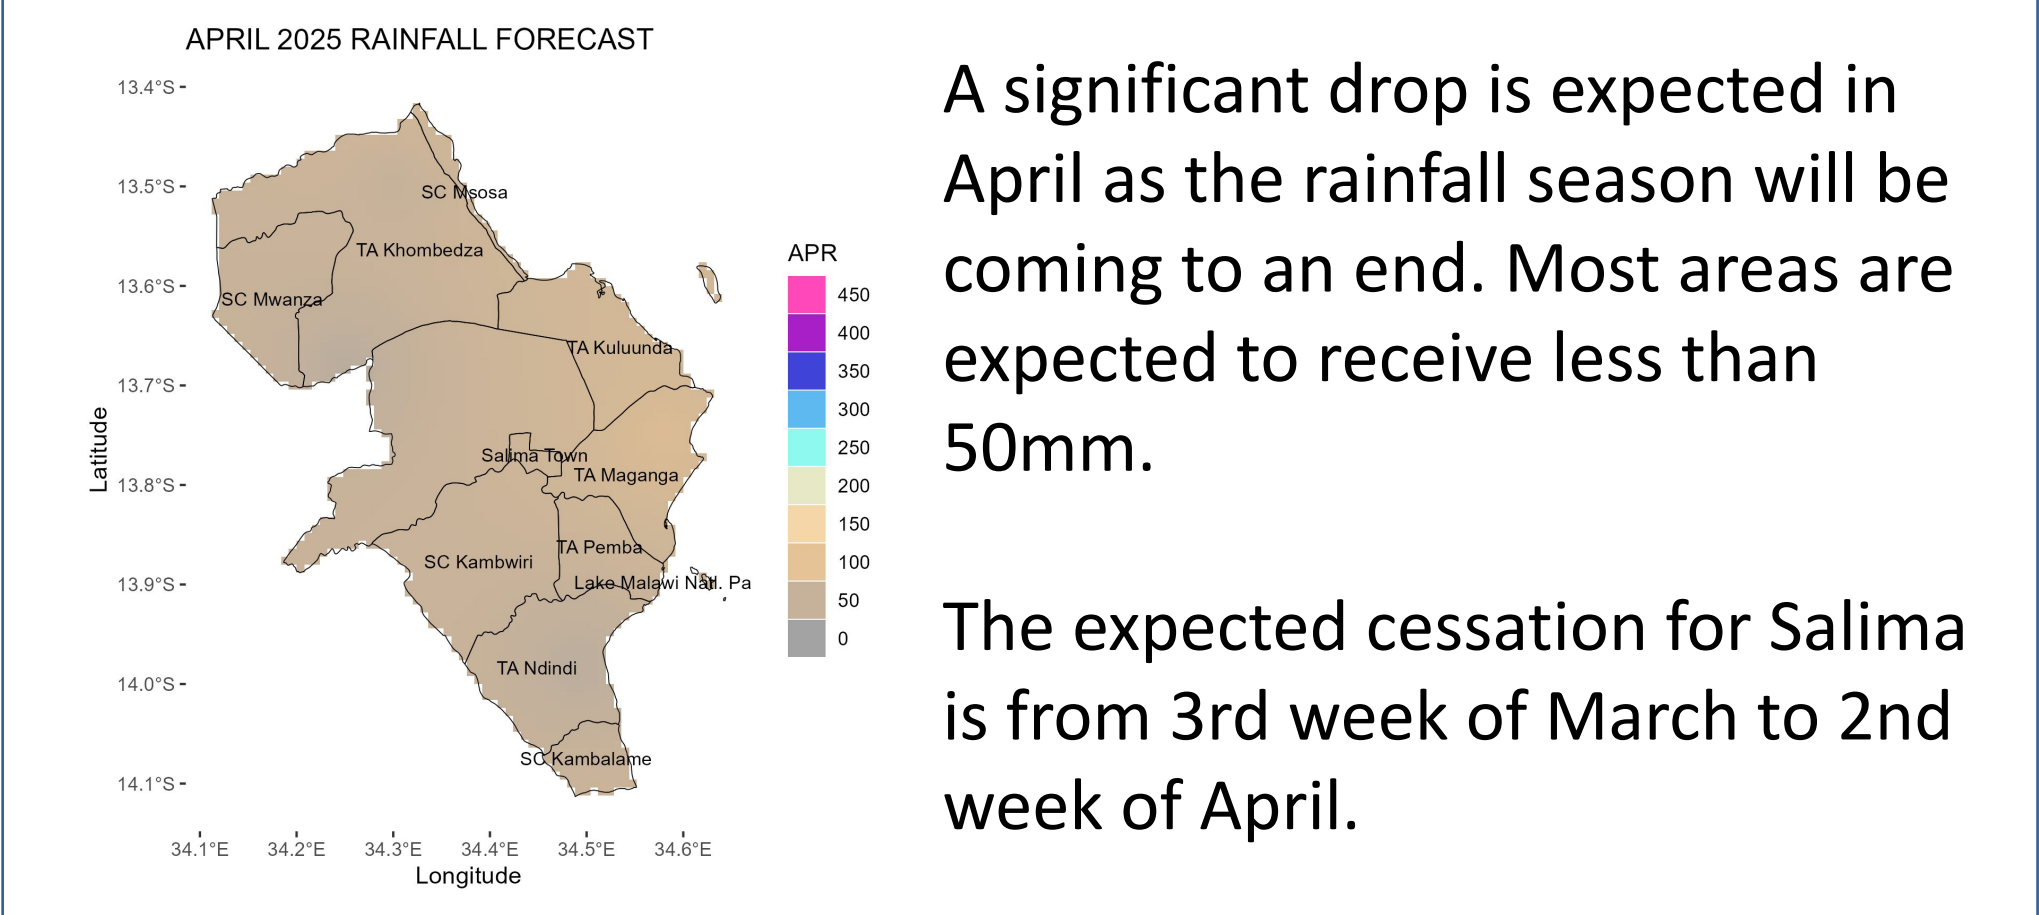 APRIL 2025 RAINFALL FORECAST
13.4°S
13.5°S
13.6°S
13.7°S
13.8°S
13.9°S
14.0°S
14.1°S
Latitude
SC Msosa
TA Khombedza
SC Mwanza
TA Kuluunda
Salima Town
TA Maganga
TA Pemba
SC Kambwiri
Lake Malawi Natl. Pa
TA Ndindi
SC Kambalame
34.1°E 34.2°E 34.3°E 34.4°E 34.5°E 34.6°E
Longitude
APR
450
400
350
300
250
200
150
100
50
0
A significant drop is expected in
April as the rainfall season will be
coming to an end. Most areas are
expected to receive less than
50mm.
The expected cessation for Salima
is from 3rd week of March to 2nd
week of April.